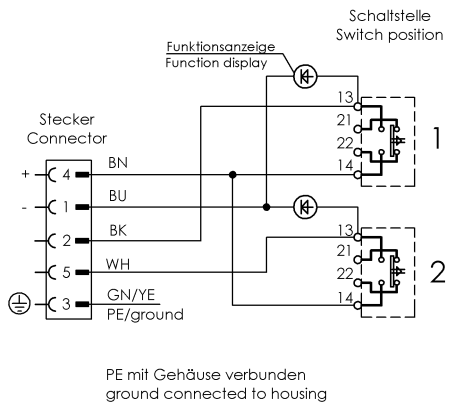 Schaltstelle
Switch position
Funktionsanzeige
Function display
13
21
22
14
1
Stecker
Connector
+ 4 BN
- 1 BU
2 BK
5 WH
3 GN/YE
PE/ground
13
21
22
14
2
PE mit Gehäuse verbunden
ground connected to housing